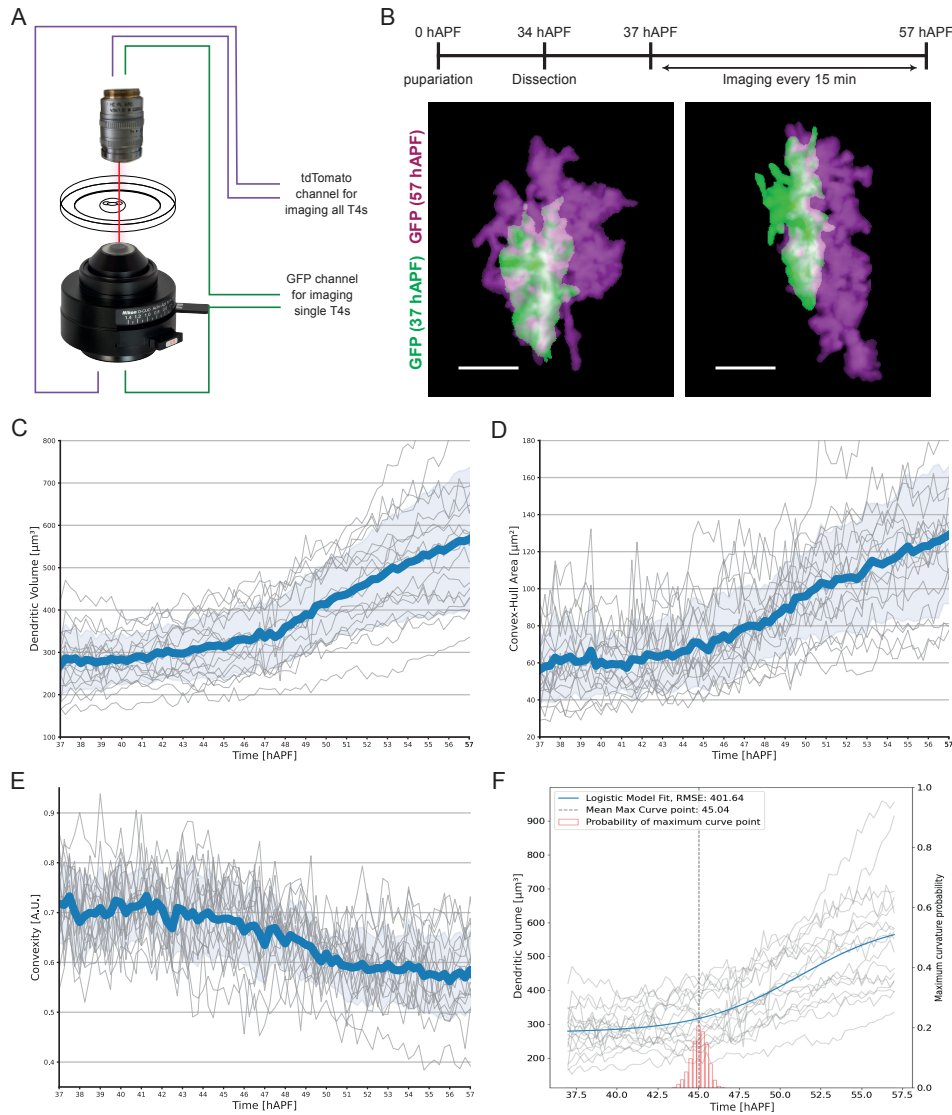 A
tdTomato
channel for
imaging all T4s
GFP channel
for imaging
single T4s
B
0 hAPF
34 hAPF
37 hAPF
57 hAPF
pupariation
Dissection
Imaging every 15 min
GFP (37 hAPF) GFP (57 hAPF)
C
800
700
600
500
400
300
200
100
Dendritic Volume [µm³]
37 38 39 40 41 42 43 44 45 46 47 48 49 50 51 52 53 54 55 56 57
Time [hAPF]
D
180
160
140
120
100
80
60
40
20
Convex-Hull Area [µm²]
37 38 39 40 41 42 43 44 45 46 47 48 49 50 51 52 53 54 55 56 57
Time [hAPF]
E
0.9
0.8
0.7
0.6
0.5
0.4
Convexity [A.U.]
37 38 39 40 41 42 43 44 45 46 47 48 49 50 51 52 53 54 55 56 57
Time [hAPF]
F
Logistic Model Fit, RMSE: 401.64
Mean Max Curve point: 45.04
Probability of maximum curve point
900
800
700
600
500
400
300
200
Dendritic Volume [µm³]
1.0
0.8
0.6
0.4
0.2
0.0
Maximum curvature probability
37.5 40.0 42.5 45.0 47.5 50.0 52.5 55.0 57.5
Time [hAPF]